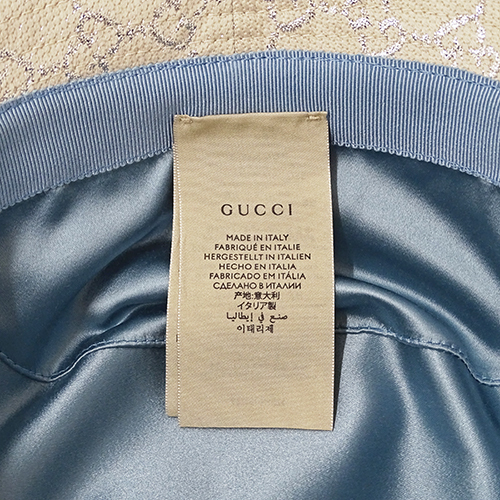 GUCCI
MADE IN ITALY
FABRIQUÉ EN ITALIE
HERGESTELLT IN ITALIEN
HECHO EN ITALIA
FABRICADO EM ITÁLIA
СДЕЛАНО В ИТАЛИИ
产地:意大利
イタリア製
صنع في إيطاليا
이태리제